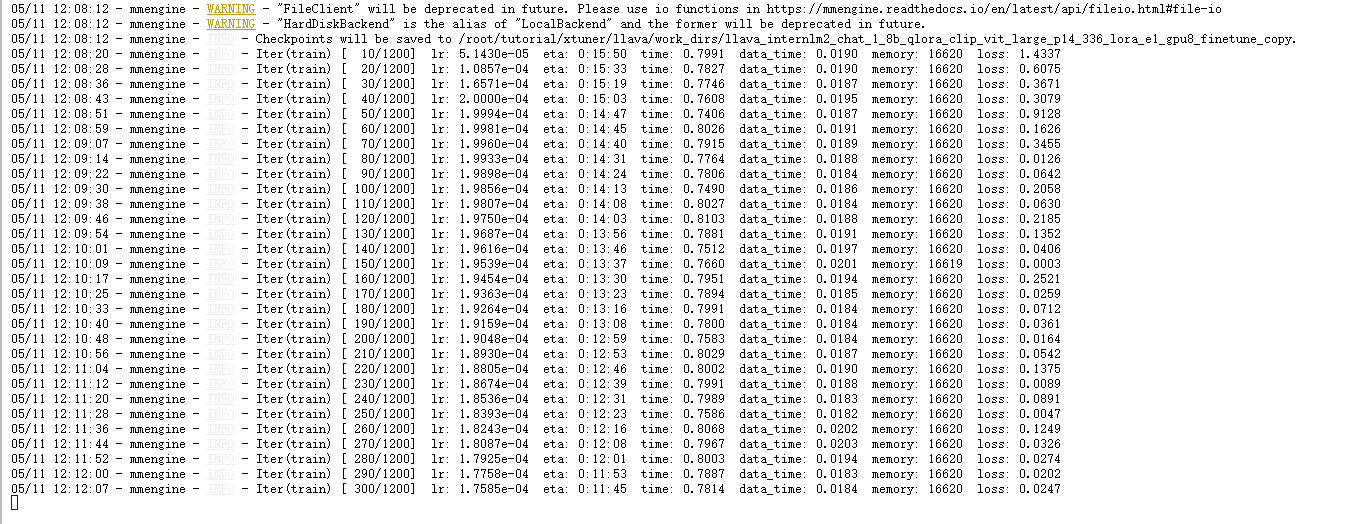 05/11 12:08:12 - mmengine - WARNING - "FileClient" will be deprecated in future. Please use io functions in https://mmengine.readthedocs.io/en/latest/api/fileio.html#file-io
05/11 12:08:12 - mmengine - WARNING - "HardDiskBackend" is the alias of "LocalBackend" and the former will be deprecated in future.
05/11 12:08:12 - mmengine - INFO - Checkpoints will be saved to /root/tutorial/xtuner/llava/work_dirs/llava_internlm2_chat_1_8b_qlora_clip_vit_large_p14_336_lora_e1_gpu8_finetune_copy.
05/11 12:08:20 - mmengine - INFO - Iter(train) [  10/1200]  lr: 5.1430e-05  eta: 0:15:50  time: 0.7991  data_time: 0.0190  memory: 16620  loss: 1.4337
05/11 12:08:28 - mmengine - INFO - Iter(train) [  20/1200]  lr: 1.0857e-04  eta: 0:15:33  time: 0.7827  data_time: 0.0190  memory: 16620  loss: 0.6075
05/11 12:08:36 - mmengine - INFO - Iter(train) [  30/1200]  lr: 1.6571e-04  eta: 0:15:19  time: 0.7746  data_time: 0.0187  memory: 16620  loss: 0.3671
05/11 12:08:43 - mmengine - INFO - Iter(train) [  40/1200]  lr: 2.0000e-04  eta: 0:15:03  time: 0.7608  data_time: 0.0195  memory: 16620  loss: 0.3079
05/11 12:08:51 - mmengine - INFO - Iter(train) [  50/1200]  lr: 1.9994e-04  eta: 0:14:47  time: 0.7406  data_time: 0.0187  memory: 16620  loss: 0.9128
05/11 12:08:59 - mmengine - INFO - Iter(train) [  60/1200]  lr: 1.9981e-04  eta: 0:14:45  time: 0.8026  data_time: 0.0191  memory: 16620  loss: 0.1626
05/11 12:09:07 - mmengine - INFO - Iter(train) [  70/1200]  lr: 1.9960e-04  eta: 0:14:40  time: 0.7915  data_time: 0.0189  memory: 16620  loss: 0.3455
05/11 12:09:14 - mmengine - INFO - Iter(train) [  80/1200]  lr: 1.9933e-04  eta: 0:14:31  time: 0.7764  data_time: 0.0188  memory: 16620  loss: 0.0126
05/11 12:09:22 - mmengine - INFO - Iter(train) [  90/1200]  lr: 1.9898e-04  eta: 0:14:24  time: 0.7806  data_time: 0.0184  memory: 16620  loss: 0.0642
05/11 12:09:30 - mmengine - INFO - Iter(train) [ 100/1200]  lr: 1.9856e-04  eta: 0:14:13  time: 0.7490  data_time: 0.0186  memory: 16620  loss: 0.2058
05/11 12:09:38 - mmengine - INFO - Iter(train) [ 110/1200]  lr: 1.9807e-04  eta: 0:14:08  time: 0.8027  data_time: 0.0184  memory: 16620  loss: 0.0630
05/11 12:09:46 - mmengine - INFO - Iter(train) [ 120/1200]  lr: 1.9750e-04  eta: 0:14:03  time: 0.8103  data_time: 0.0188  memory: 16620  loss: 0.2185
05/11 12:09:54 - mmengine - INFO - Iter(train) [ 130/1200]  lr: 1.9687e-04  eta: 0:13:56  time: 0.7881  data_time: 0.0191  memory: 16620  loss: 0.1352
05/11 12:10:01 - mmengine - INFO - Iter(train) [ 140/1200]  lr: 1.9616e-04  eta: 0:13:46  time: 0.7512  data_time: 0.0197  memory: 16620  loss: 0.0406
05/11 12:10:09 - mmengine - INFO - Iter(train) [ 150/1200]  lr: 1.9539e-04  eta: 0:13:37  time: 0.7660  data_time: 0.0201  memory: 16619  loss: 0.0003
05/11 12:10:17 - mmengine - INFO - Iter(train) [ 160/1200]  lr: 1.9454e-04  eta: 0:13:30  time: 0.7951  data_time: 0.0194  memory: 16620  loss: 0.2521
05/11 12:10:25 - mmengine - INFO - Iter(train) [ 170/1200]  lr: 1.9363e-04  eta: 0:13:23  time: 0.7894  data_time: 0.0185  memory: 16620  loss: 0.0259
05/11 12:10:33 - mmengine - INFO - Iter(train) [ 180/1200]  lr: 1.9264e-04  eta: 0:13:16  time: 0.7991  data_time: 0.0184  memory: 16620  loss: 0.0712
05/11 12:10:40 - mmengine - INFO - Iter(train) [ 190/1200]  lr: 1.9159e-04  eta: 0:13:08  time: 0.7800  data_time: 0.0184  memory: 16620  loss: 0.0361
05/11 12:10:48 - mmengine - INFO - Iter(train) [ 200/1200]  lr: 1.9048e-04  eta: 0:12:59  time: 0.7583  data_time: 0.0184  memory: 16620  loss: 0.0164
05/11 12:10:56 - mmengine - INFO - Iter(train) [ 210/1200]  lr: 1.8930e-04  eta: 0:12:53  time: 0.8029  data_time: 0.0187  memory: 16620  loss: 0.0542
05/11 12:11:04 - mmengine - INFO - Iter(train) [ 220/1200]  lr: 1.8805e-04  eta: 0:12:46  time: 0.8002  data_time: 0.0190  memory: 16620  loss: 0.1375
05/11 12:11:12 - mmengine - INFO - Iter(train) [ 230/1200]  lr: 1.8674e-04  eta: 0:12:39  time: 0.7991  data_time: 0.0188  memory: 16620  loss: 0.0089
05/11 12:11:20 - mmengine - INFO - Iter(train) [ 240/1200]  lr: 1.8536e-04  eta: 0:12:31  time: 0.7989  data_time: 0.0183  memory: 16620  loss: 0.0891
05/11 12:11:28 - mmengine - INFO - Iter(train) [ 250/1200]  lr: 1.8393e-04  eta: 0:12:23  time: 0.7586  data_time: 0.0182  memory: 16620  loss: 0.0047
05/11 12:11:36 - mmengine - INFO - Iter(train) [ 260/1200]  lr: 1.8243e-04  eta: 0:12:16  time: 0.8068  data_time: 0.0202  memory: 16620  loss: 0.1249
05/11 12:11:44 - mmengine - INFO - Iter(train) [ 270/1200]  lr: 1.8087e-04  eta: 0:12:08  time: 0.7967  data_time: 0.0203  memory: 16620  loss: 0.0326
05/11 12:11:52 - mmengine - INFO - Iter(train) [ 280/1200]  lr: 1.7925e-04  eta: 0:12:01  time: 0.8003  data_time: 0.0194  memory: 16620  loss: 0.0274
05/11 12:12:00 - mmengine - INFO - Iter(train) [ 290/1200]  lr: 1.7758e-04  eta: 0:11:53  time: 0.7887  data_time: 0.0183  memory: 16620  loss: 0.0202
05/11 12:12:07 - mmengine - INFO - Iter(train) [ 300/1200]  lr: 1.7585e-04  eta: 0:11:45  time: 0.7814  data_time: 0.0184  memory: 16620  loss: 0.0247